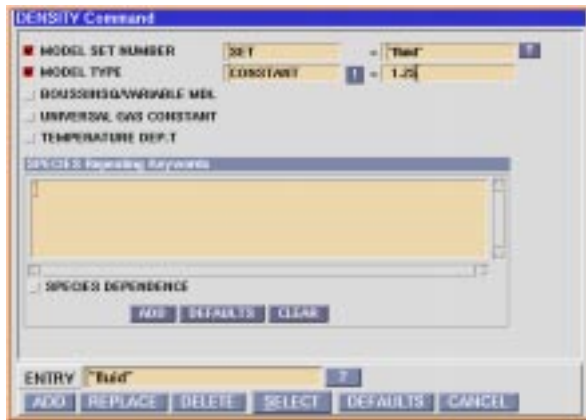 DENSITY Command
MODEL SET NUMBER SET = "fluid" ?
MODEL TYPE CONSTANT ! = 1.25
BOUSSINSQ/VARIABLE MDL
UNIVERSAL GAS CONSTANT
TEMPERATURE DEP.T
SPECIES Repeating Keywords
SPECIES DEPENDENCE
ADD DEFAULTS CLEAR
ENTRY "fluid" ?
ADD REPLACE DELETE SELECT DEFAULTS CANCEL